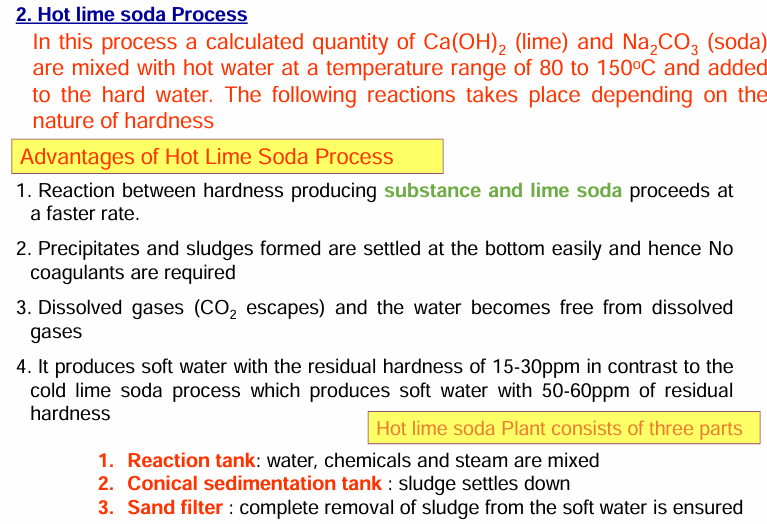 2. Hot lime soda Process
In this process a calculated quantity of Ca(OH)₂ (lime) and Na₂CO₃ (soda)
are mixed with hot water at a temperature range of 80 to 150ºC and added
to the hard water. The following reactions takes place depending on the
nature of hardness
Advantages of Hot Lime Soda Process
1. Reaction between hardness producing substance and lime soda proceeds at
a faster rate.
2. Precipitates and sludges formed are settled at the bottom easily and hence No
coagulants are required
3. Dissolved gases (CO₂ escapes) and the water becomes free from dissolved
gases
4. It produces soft water with the residual hardness of 15-30ppm in contrast to the
cold lime soda process which produces soft water with 50-60ppm of residual
hardness
Hot lime soda Plant consists of three parts
1. Reaction tank: water, chemicals and steam are mixed
2. Conical sedimentation tank : sludge settles down
3. Sand filter : complete removal of sludge from the soft water is ensured